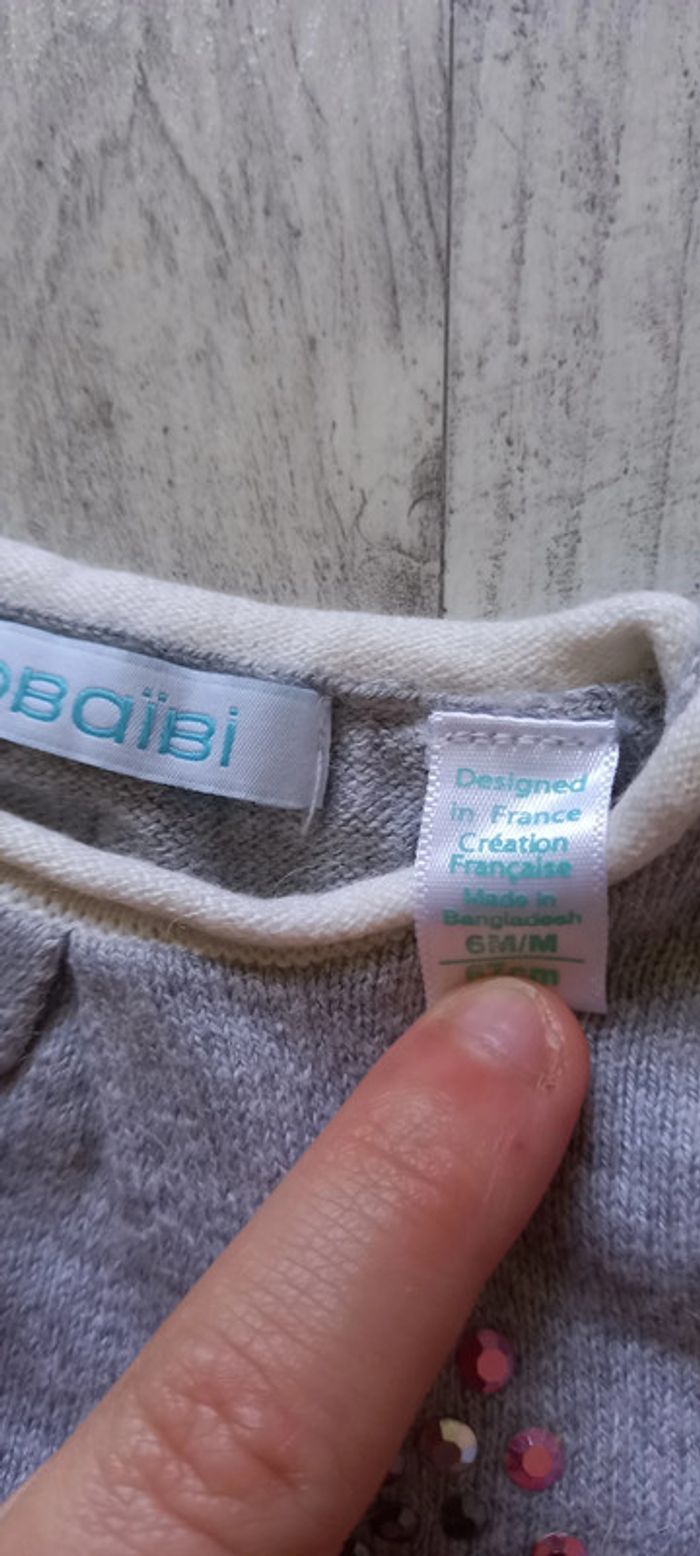 obaïbi
Designed
in France
Création
Française
Made in
Bangladesh
6M/M